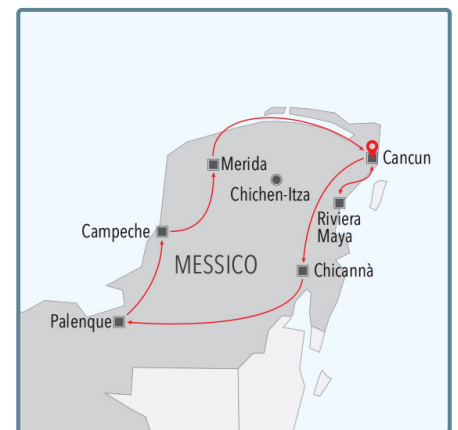 Merida
Cancun
Chichen-Itza
Riviera
Maya
Campeche
MESSICO
Chicannà
Palenque